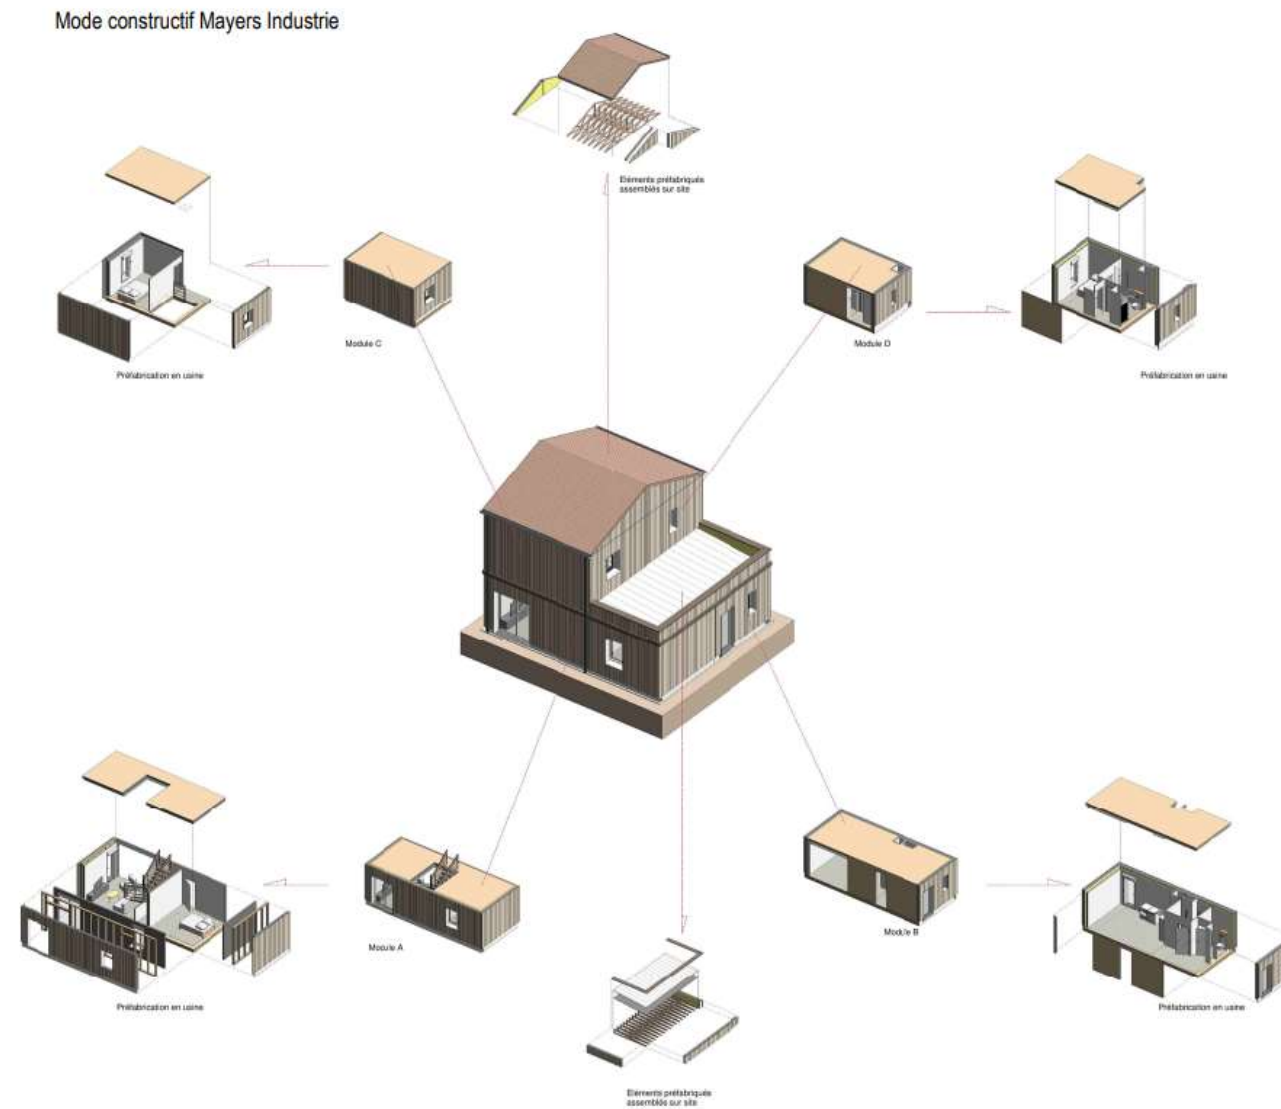 Mode constructif Mayers Industrie
Eléments préfabriqués
assemblés sur site
Module C
Module D
Préfabrication en usine
Préfabrication en usine
Module A
Module B
Préfabrication en usine
Préfabrication en usine
Eléments préfabriqués
assemblés sur site